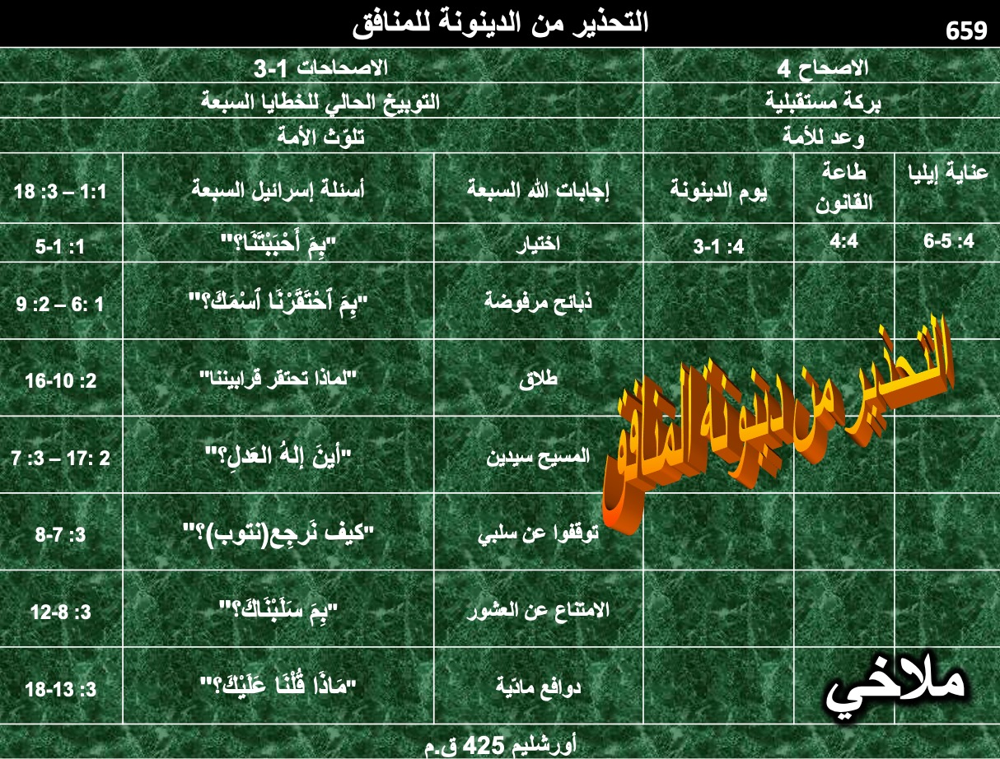 التحذير من الدينونة للمنافق
659
الاصحاح 4
الاصحاحات 1-3
بركة مستقبلية
التوبيخ الحالي للخطايا السبعة
وعد للأمة
تلوّث الأمة
عناية إيليا
طاعة القانون
يوم الدينونة
إجابات الله السبعة
أسئلة إسرائيل السبعة
1:1 – 3: 18
4: 5-6
4:4
4: 1-3
اختيار
"بِمَ أَحْبَبْتَنَا؟"
1: 1-5
ذبائح مرفوضة
"بِمَ ٱحْتَقَرْنَا ٱسْمَكَ؟"
1 :6 – 2: 9
طلاق
"لماذا تحتقر قرابيننا"
2: 10-16
المسيح سيدين
"أينَ إلهُ العَدلِ؟"
2 :17 – 3: 7
توقفوا عن سلبي
"كيف نَرجِع(نتوب)؟"
3: 7-8
الامتناع عن العشور
"بِمَ سَلَبْنَاكَ؟"
3: 8-12
دوافع مادّية
"مَاذَا قُلْنَا عَلَيْكَ؟"
3: 13-18
التحذير من دينونة المنافق
ملاخي
أورشليم 425 ق.م